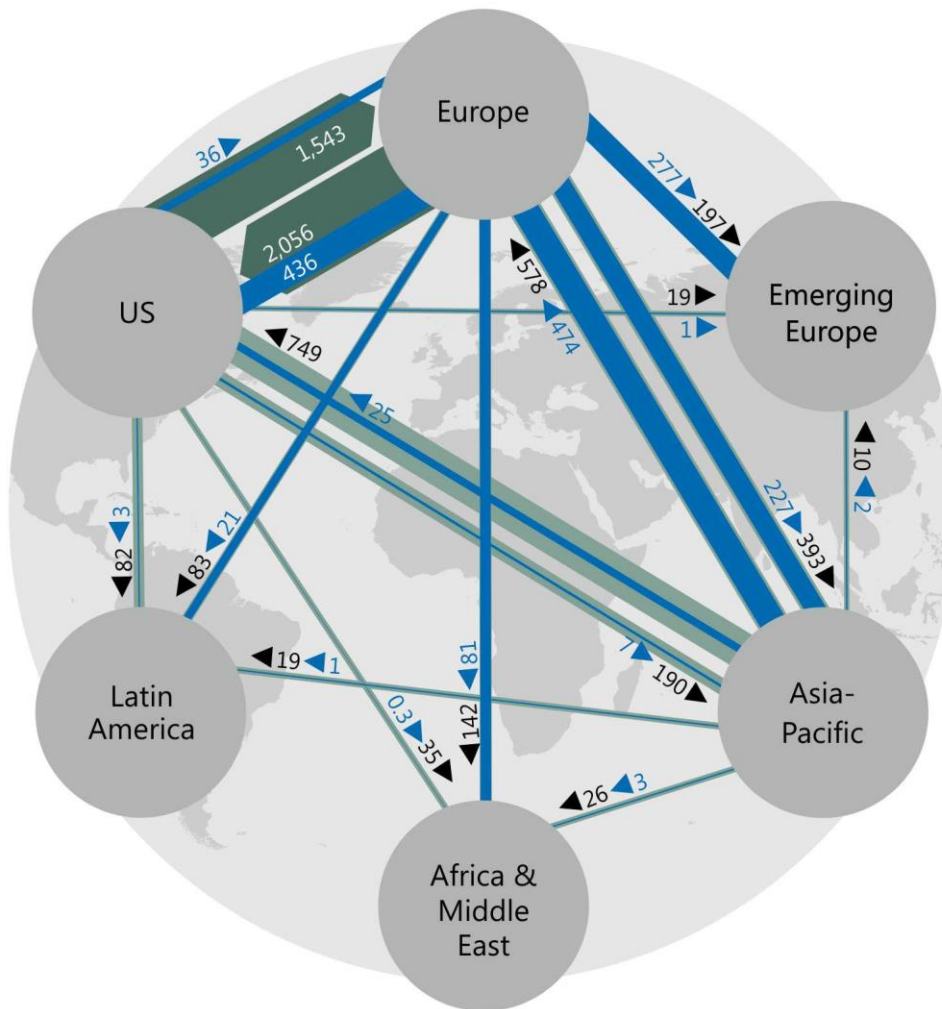 Europe
36
1,543
2,056
436
277
197
US
Emerging
Europe
19
1
578
474
749
25
10
2
3
82
21
83
227
393
7
190
81
142
19
1
0.3
35
Latin
America
Asia-
Pacific
26
3
Africa &
Middle
East